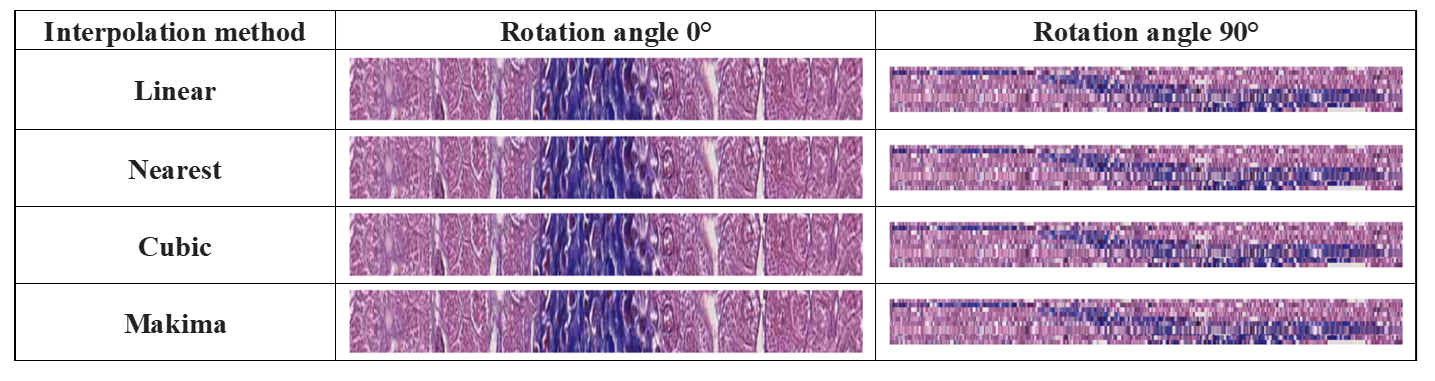 Interpolation method Rotation angle 0° Rotation angle 90°
Linear
Nearest
Cubic
Makima